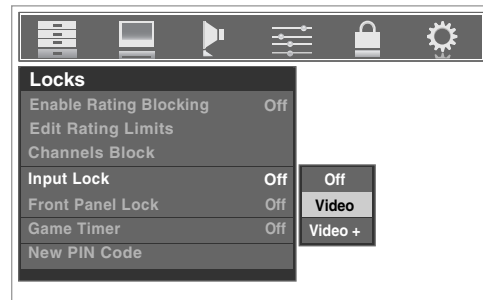 Locks
Enable Rating Blocking Off
Edit Rating Limits
Channels Block
Input Lock Off Off
Front Panel Lock Off Video
Game Timer Off Video +
New PIN Code